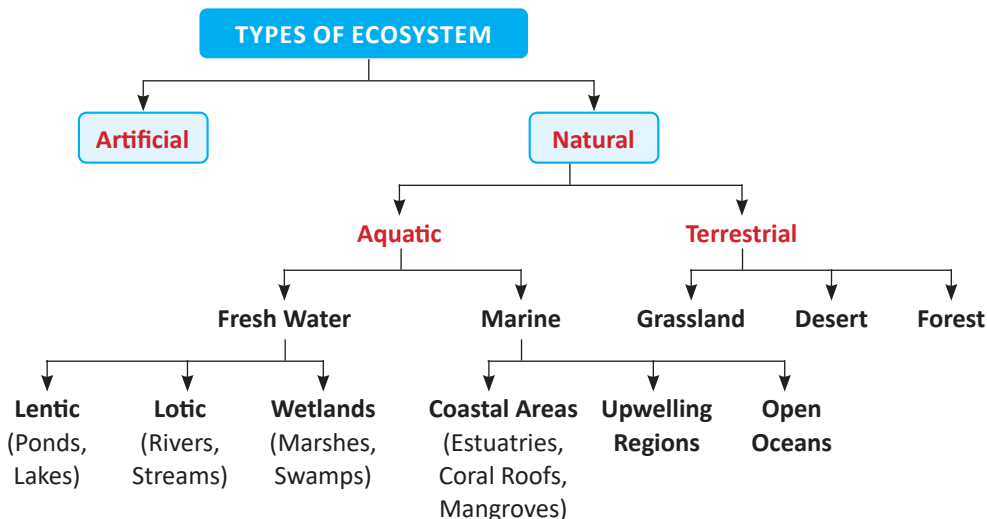 TYPES OF ECOSYSTEM
Artificial
Natural
Aquatic
Terrestrial
Fresh Water
Marine
Grassland
Desert
Forest
Lentic
(Ponds,
Lakes)
Lotic
(Rivers,
Streams)
Wetlands
(Marshes,
Swamps)
Coastal Areas
(Estuatries,
Coral Roofs,
Mangroves)
Upwelling
Regions
Open
Oceans